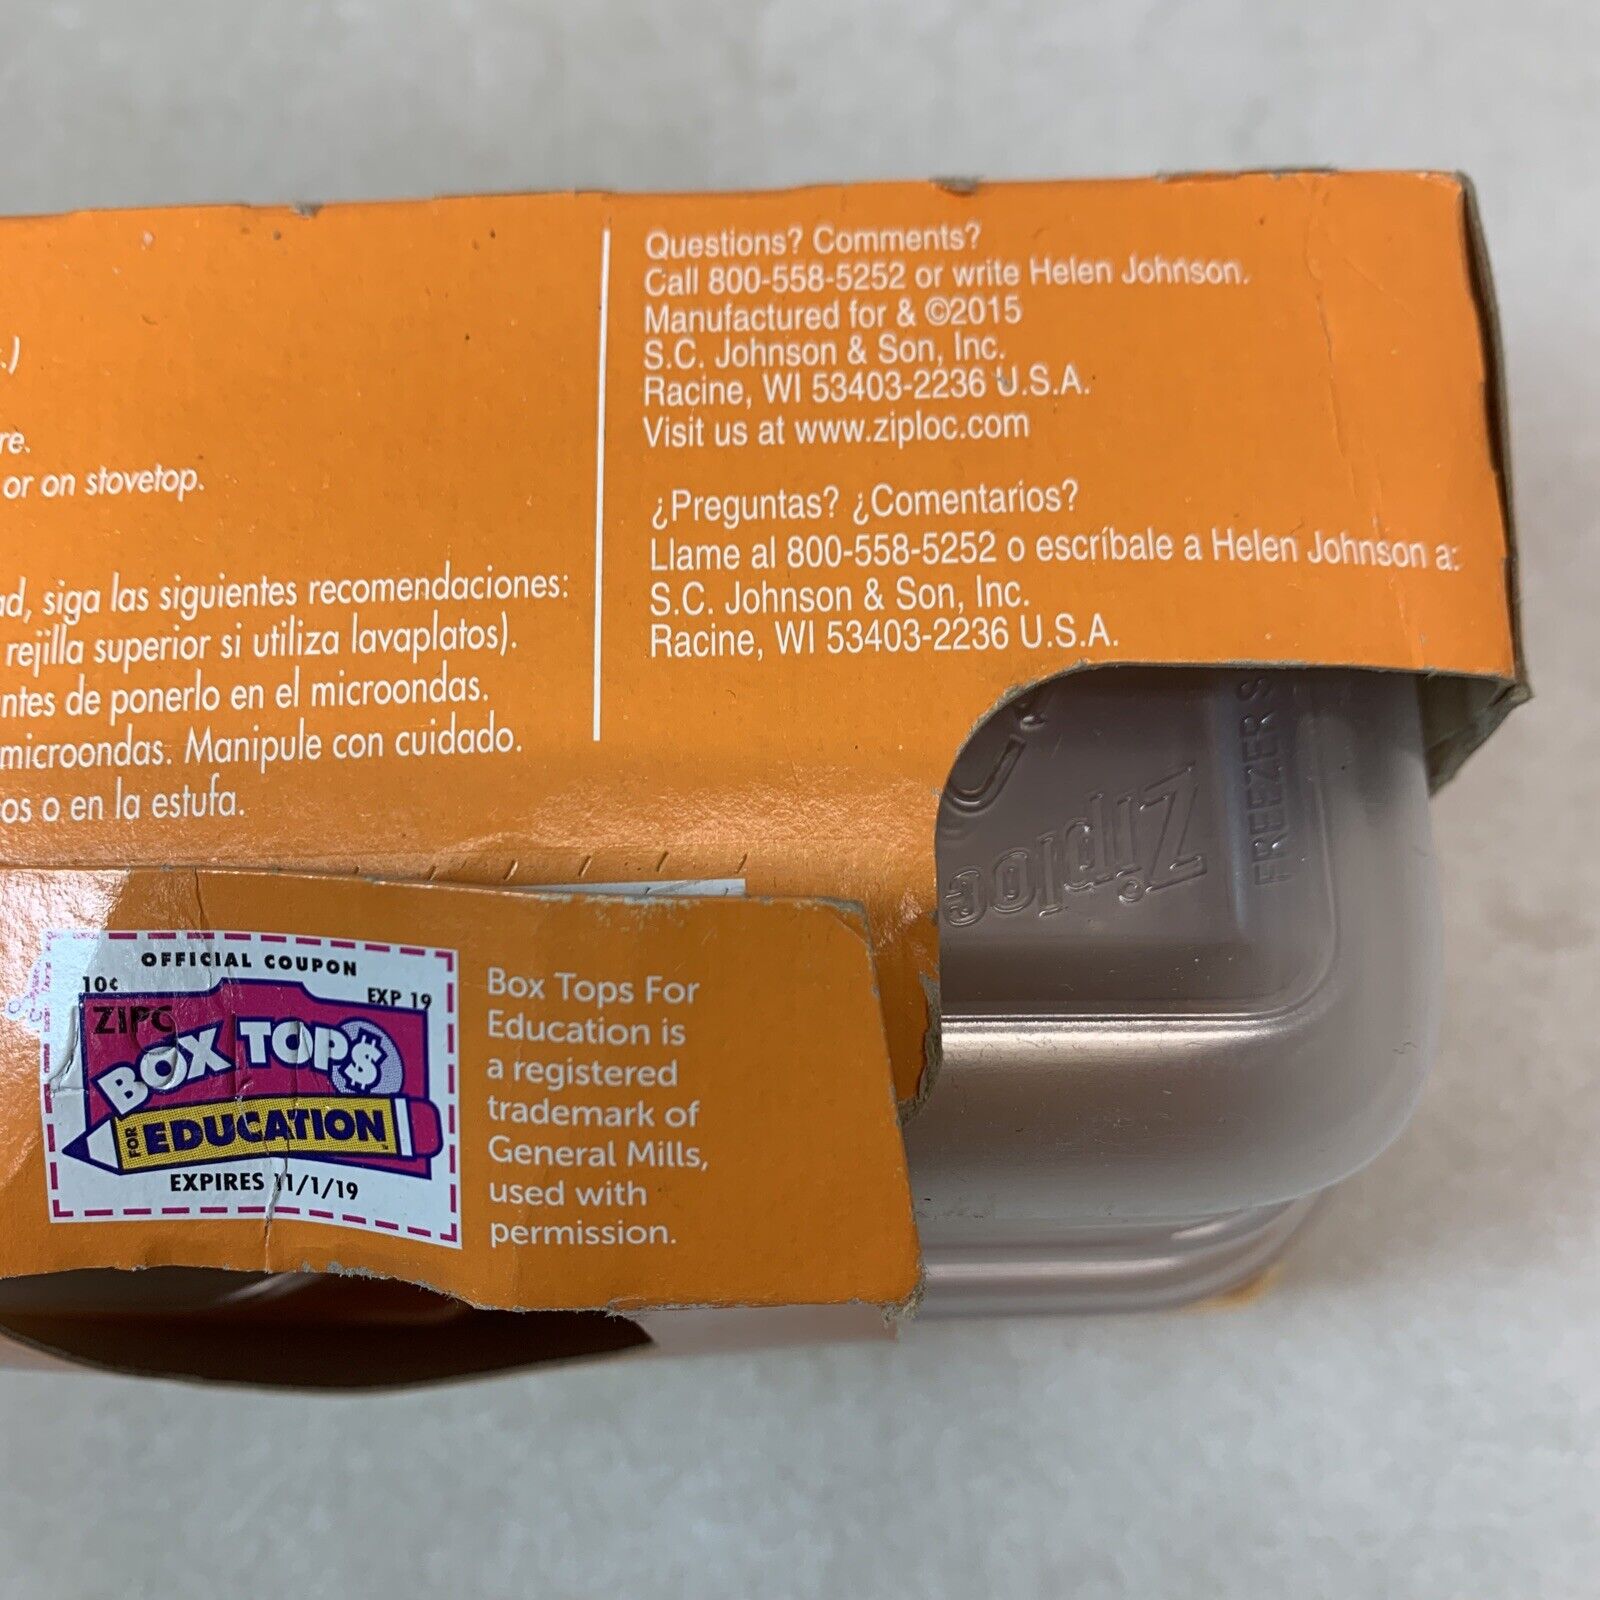 .)
re.
or on stovetop.
ad, siga las siguientes recomendaciones:
rejilla superior si utiliza lavaplatos).
ntes de ponerlo en el microondas.
microondas. Manipule con cuidado.
os o en la estufa.
Questions? Comments?
Call 800-558-5252 or write Helen Johnson.
Manufactured for & ©2015
S.C. Johnson & Son, Inc.
Racine, WI 53403-2236 U.S.A.
Visit us at www.ziploc.com
¿Preguntas? ¿Comentarios?
Llame al 800-558-5252 o escríbale a Helen Johnson a:
S.C. Johnson & Son, Inc.
Racine, WI 53403-2236 U.S.A.
Ziploc
FREEZER S
OFFICIAL COUPON
10¢
EXP 19
ZIPC
BOX TOP$
FOR EDUCATION
EXPIRES 11/1/19
Box Tops For
Education is
a registered
trademark of
General Mills,
used with
permission.